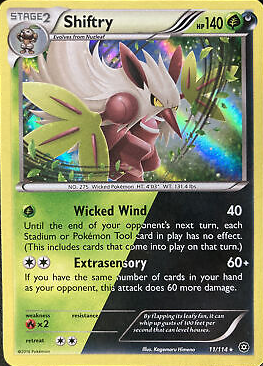 STAGE2 Shiftry HP140
Evolves from Nuzleaf
NO. 275 Wicked Pokémon HT. 4'03" WT. 131.4 lbs.
Wicked Wind 40
Until the end of your opponent's next turn, each
Stadium or Pokémon Tool card in play has no effect.
(This includes cards that come into play on that turn.)
Extrasensory 60+
If you have the same number of cards in your hand
as your opponent, this attack does 60 more damage.
weakness resistance
×2
retreat
By flapping its leafy fan, it can
whip up gusts of 100 feet per
second that can level houses.
Illus. Kagemaru Himeno 11/114 ★
©2016 Pokémon